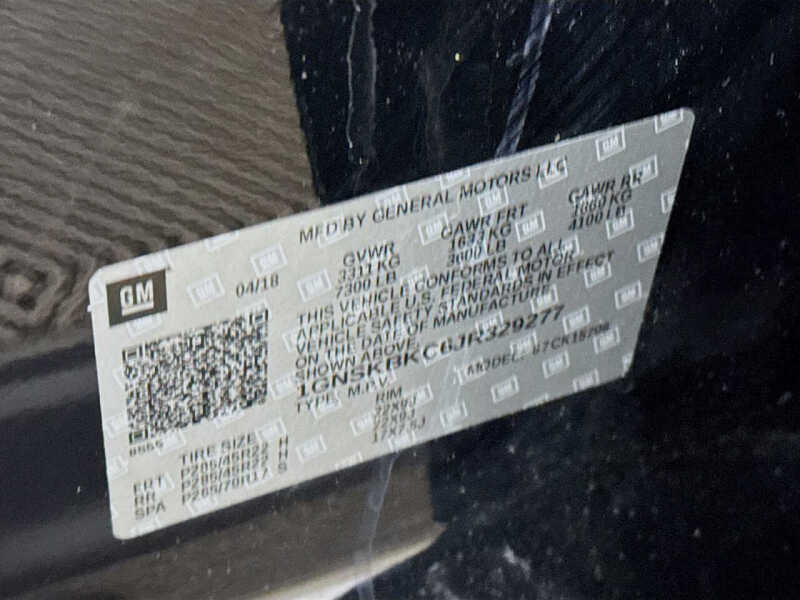 MFD BY GENERAL MOTORS LLC
GM
04/18
GVWR GAWR FRT GAWR RR
3311 KG 1633 KG 1860 KG
7300 LB 3600 LB 4100 LB
THIS VEHICLE CONFORMS TO ALL
APPLICABLE U.S. FEDERAL MOTOR
VEHICLE SAFETY STANDARDS IN EFFECT
ON THE DATE OF MANUFACTURE
SHOWN ABOVE.
1GNSKBKC6JR329277
TYPE: M.P.V. MODEL:
TIRE SIZE RIM
FRT P285/45R22 H
RR P285/45R22 H
SPA P265/70R17 S